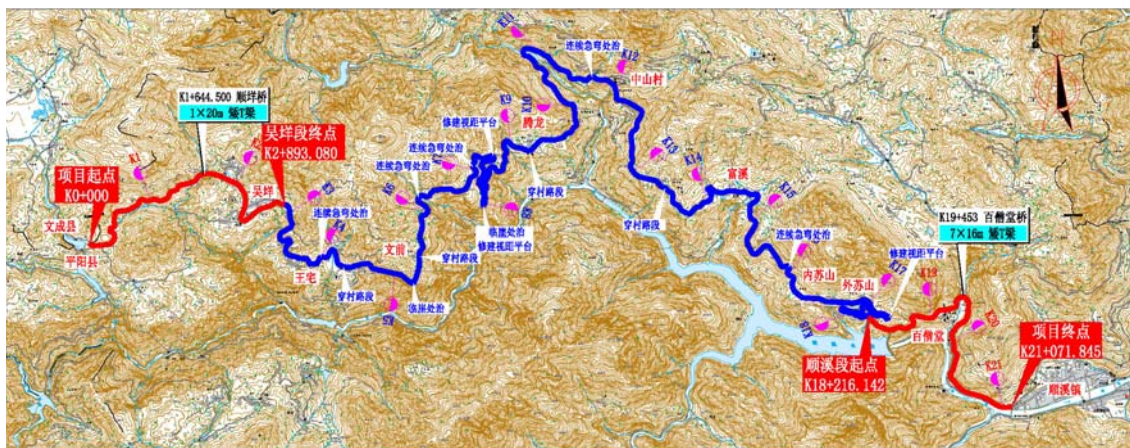 K11
连续急弯处治
K12
中山村
K1+644.500 顺垟桥
1×20m 矮T梁
K9
K10
腾龙
修建视距平台
吴垟段终点
K2+893.080
连续急弯处治
K7
K13
K14
富溪
K1
连续急弯处治
项目起点
K0+000
吴垟
K3
K6
穿村路段
K15
K19+453 百僧堂桥
7×16m 矮T梁
文成县
连续急弯处治
K4
K8
穿村路段
文前
临崖处治
修建视距平台
连续急弯处治
修建视距平台
平阳县
穿村路段
内苏山
外苏山
K17
K19
王宅
穿村路段
临崖处治
K5
K18
K20
百僧堂
项目终点
K21+071.845
顺溪段起点
K18+216.142
K21
顺溪镇